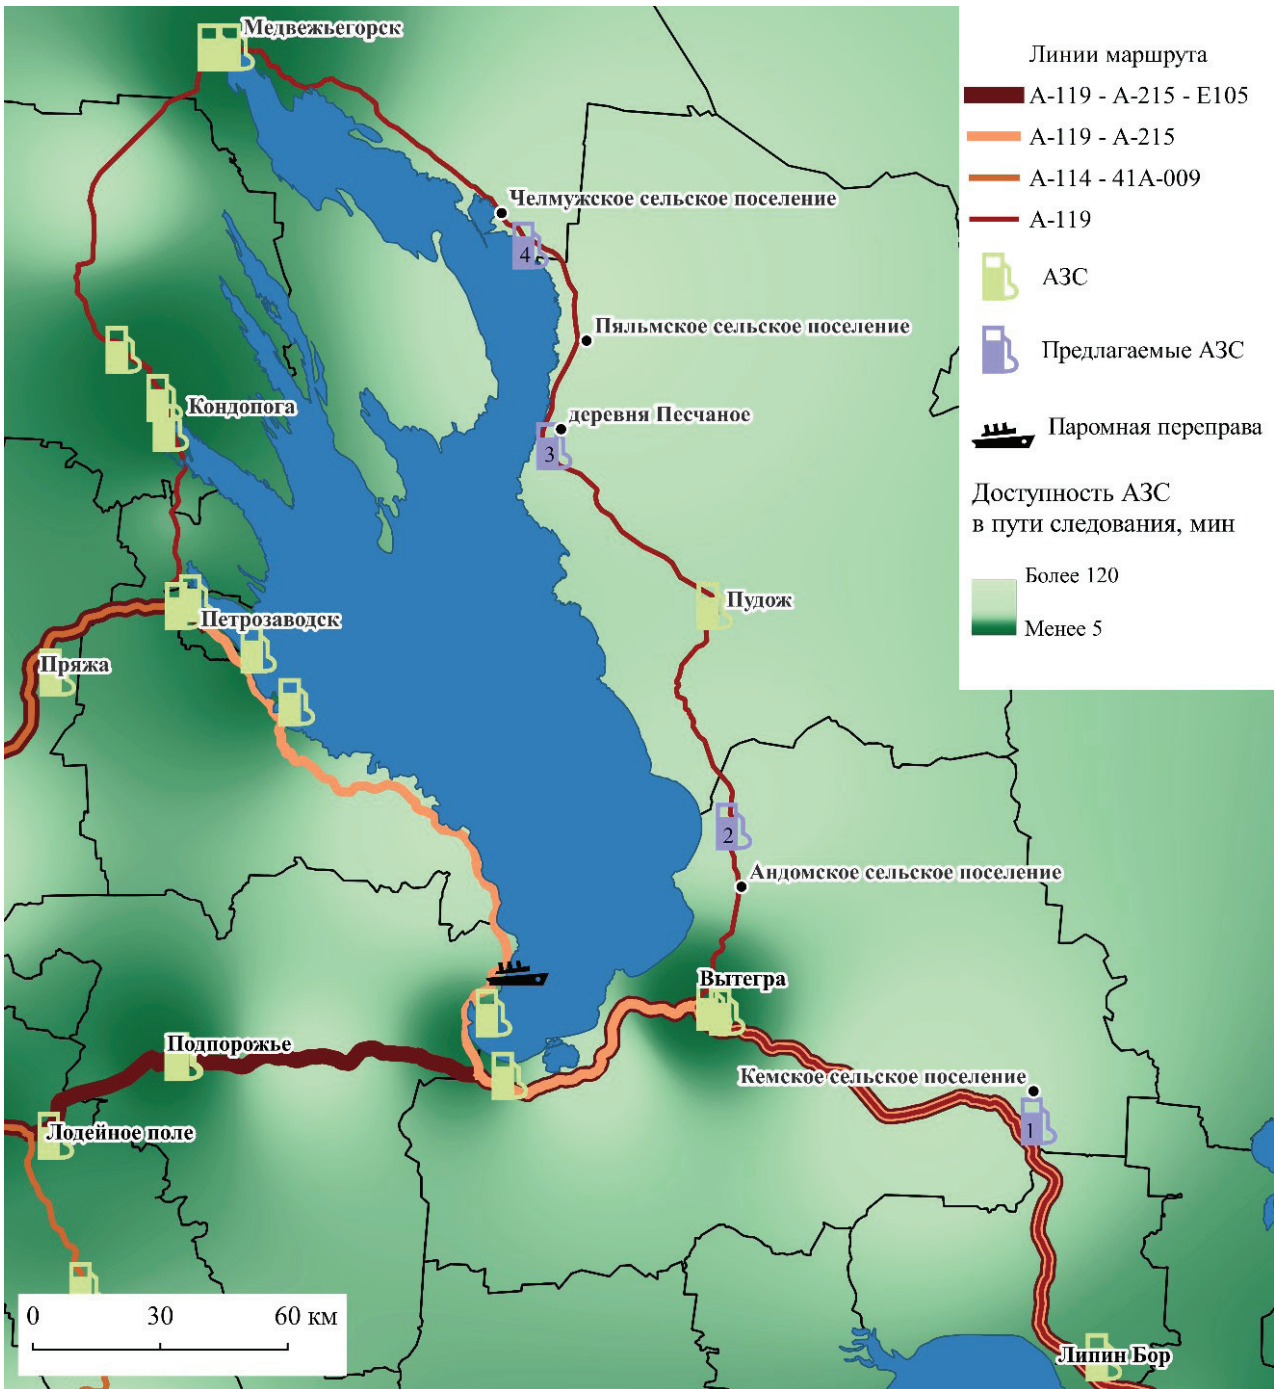 Медвежьегорск
Челмужское сельское поселение
4
Пяльмское сельское поселение
Кондопога
деревня Песчаное
3
Пудож
Петрозаводск
Пряжа
2
Андомское сельское поселение
Вытегра
Подпорожье
Кемское сельское поселение
1
Лодейное поле
Липин Бор
0 30 60 км
Линии маршрута
А-119 - А-215 - Е105
А-119 - А-215
А-114 - 41А-009
А-119
АЗС
Предлагаемые АЗС
Паромная переправа
Доступность АЗС
в пути следования, мин
Более 120
Менее 5